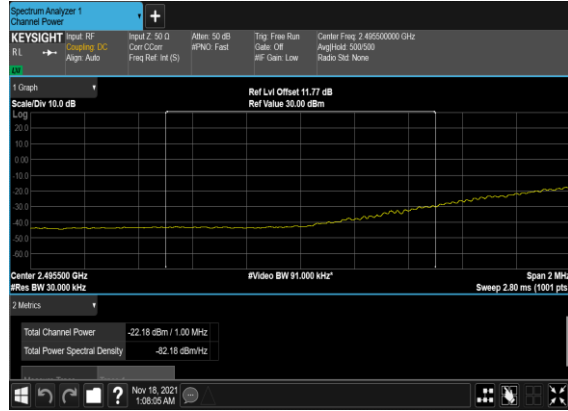 Spectrum Analyzer 1
Channel Power
+
KEYSIGHT Input: RF Input Z: 50 Ω Atten: 50 dB Trig: Free Run Center Freq: 2.495500000 GHz
RL Coupling: DC Corr CCorr #PNO: Fast Gate: Off Avg|Hold: 500/500
Align: Auto Freq Ref: Int (S) #IF Gain: Low Radio Std: None
1 Graph
Ref Lvl Offset 11.77 dB
Scale/Div 10.0 dB Ref Value 30.00 dBm
Log
20.0
10.0
0.00
-10.0
-20.0
-30.0
-40.0
-50.0
-60.0
Center 2.495500 GHz #Video BW 91.000 kHz* Span 2 MHz
#Res BW 30.000 kHz Sweep 2.80 ms (1001 pts
2 Metrics
Total Channel Power -22.18 dBm / 1.00 MHz
Total Power Spectral Density -82.18 dBm/Hz
?
Nov 18, 2021
1:08:05 AM